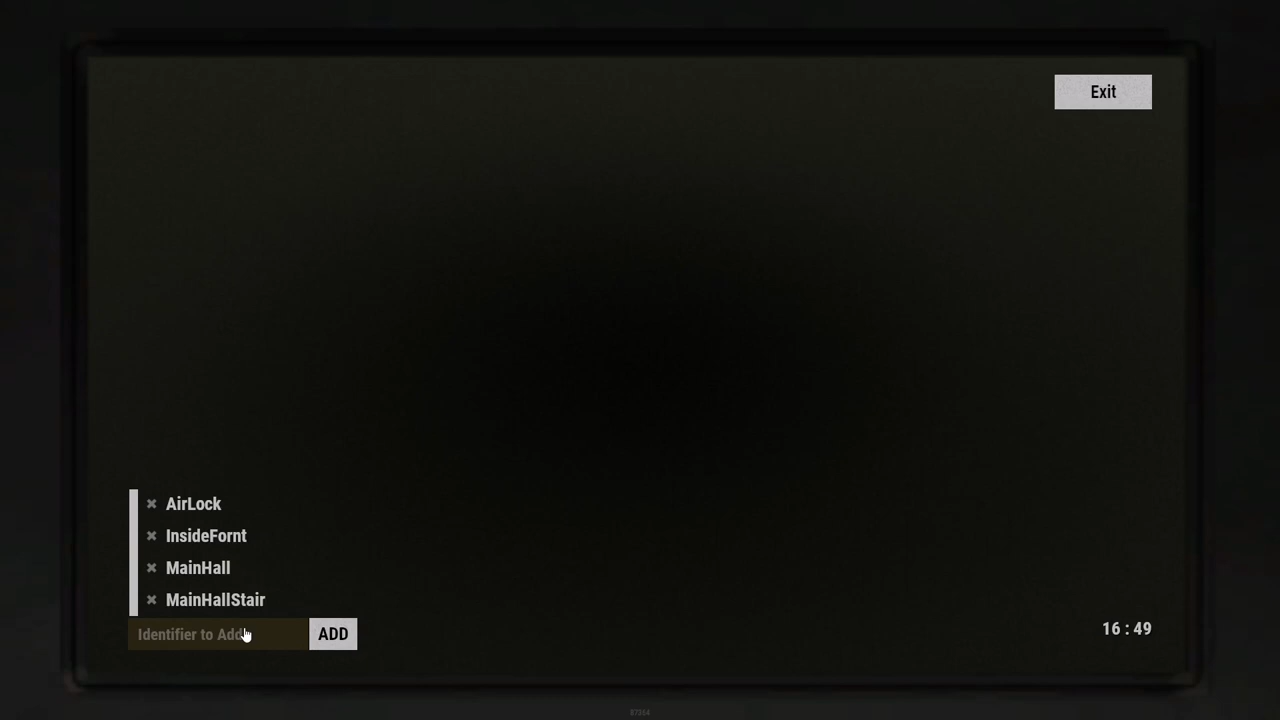 Exit
AirLock
InsideFornt
MainHall
MainHallStair
Identifier to Add
ADD
16 : 49